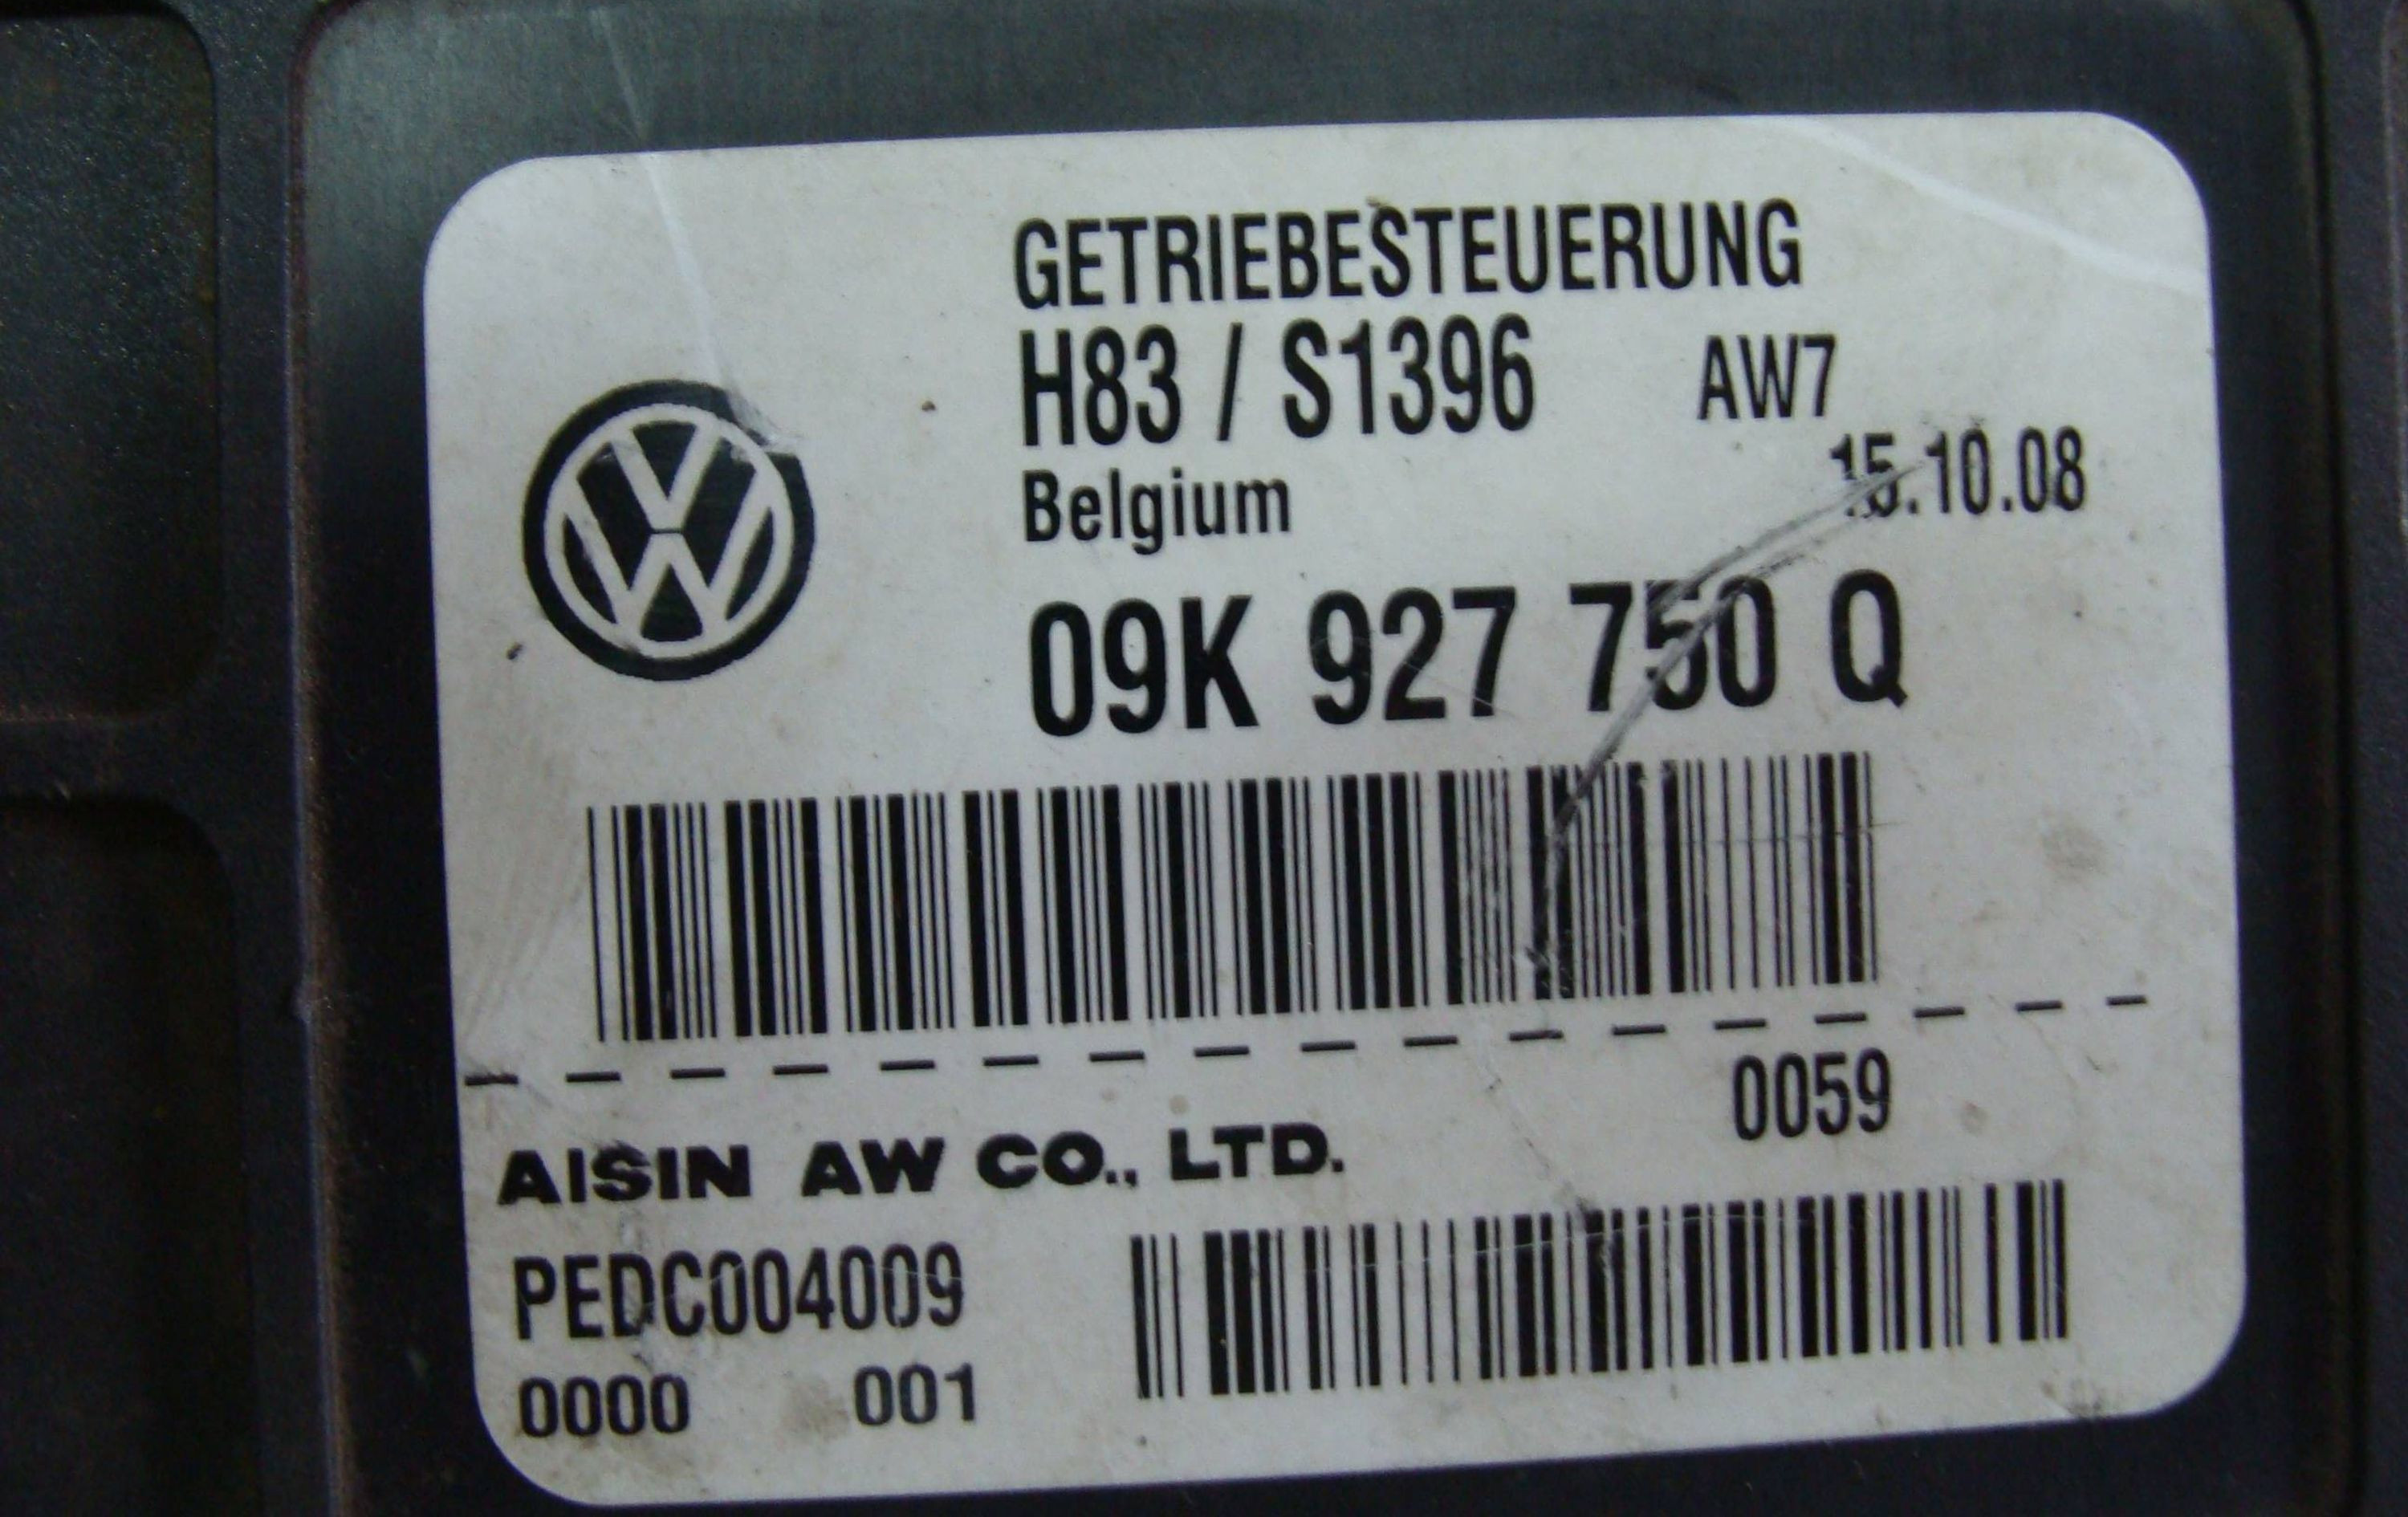 GETRIEBESTEUERUNG
H83 / S1396 AW7
Belgium 15.10.08
09K 927 750 Q
0059
AISIN AW CO., LTD.
PEDC004009
0000 001